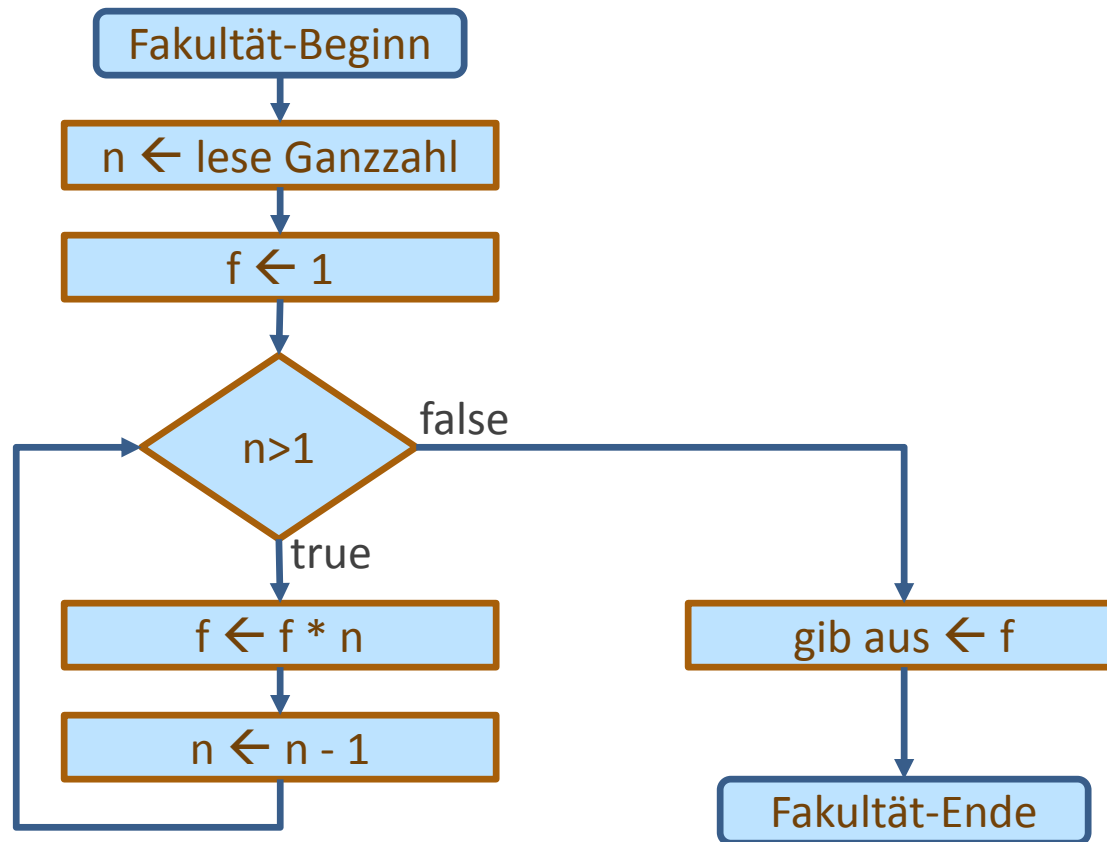 Fakultät-Beginn
n ← lese Ganzzahl
f ← 1
n>1
false
true
f ← f * n
n ← n - 1
gib aus ← f
Fakultät-Ende